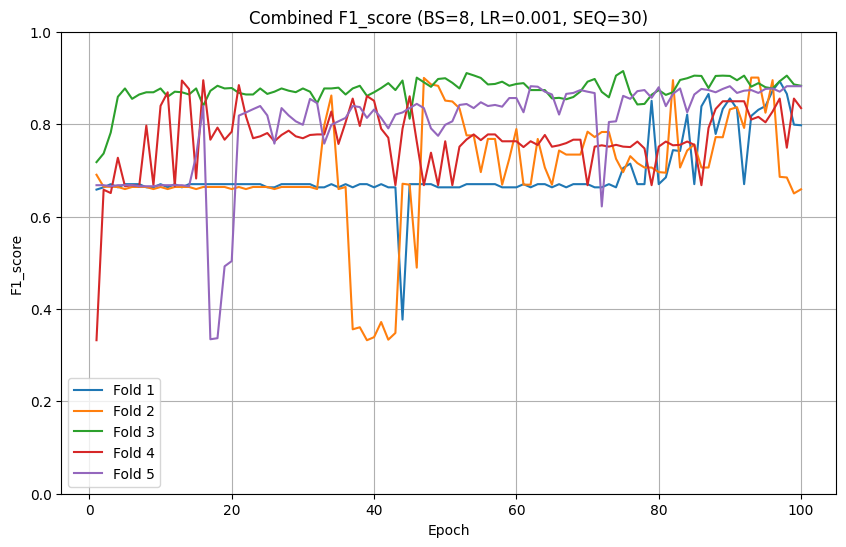 Combined F1_score (BS=8, LR=0.001, SEQ=30)
F1_score
1.0
0.8
0.6
0.4
0.2
0.0
Fold 1
Fold 2
Fold 3
Fold 4
Fold 5
0 20 40 60 80 100
Epoch